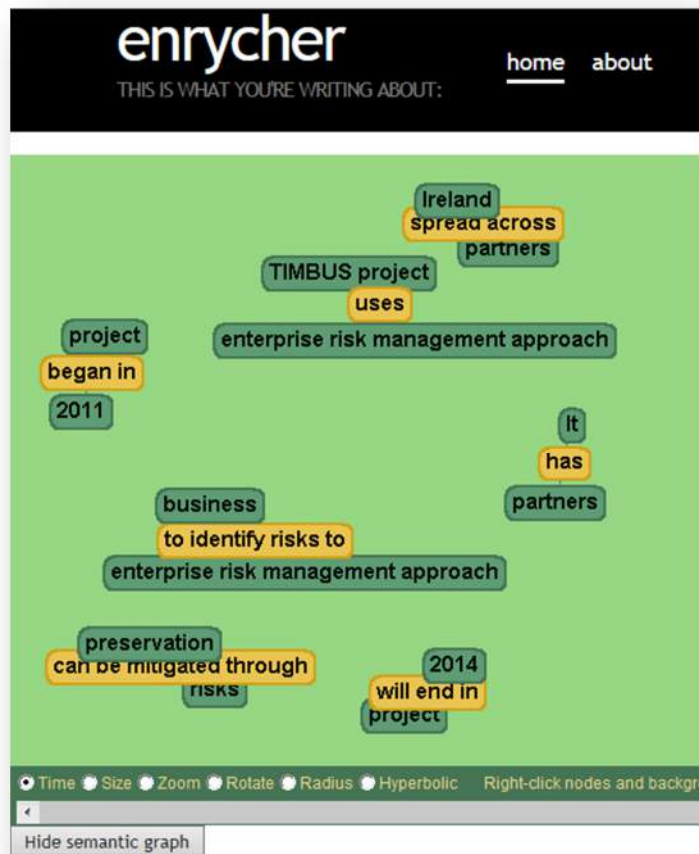 enrycher
THIS IS WHAT YOU'RE WRITING ABOUT:
home about
Ireland
spread across
partners
TIMBUS project
uses
enterprise risk management approach
project
began in
2011
It
has
partners
business
to identify risks to
enterprise risk management approach
preservation
can be mitigated through
risks
2014
will end in
project
Time Size Zoom Rotate Radius Hyperbolic Right-click nodes and backgr
Hide semantic graph